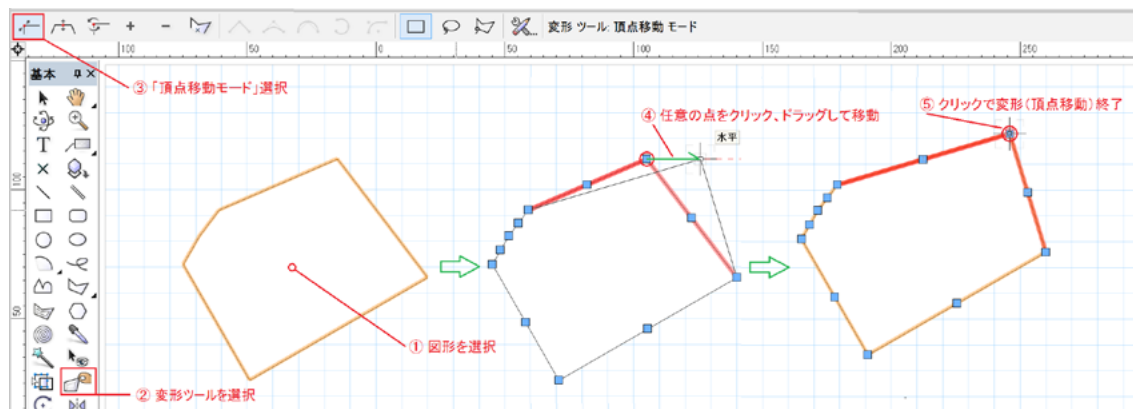 変形 ツール: 頂点移動 モード
100 50 0 50 100 150 200 250
基本
③「頂点移動モード」選択
④ 任意の点をクリック、ドラッグして移動
⑤ クリックで変形(頂点移動)終了
水平
100
50
① 図形を選択
② 変形ツールを選択